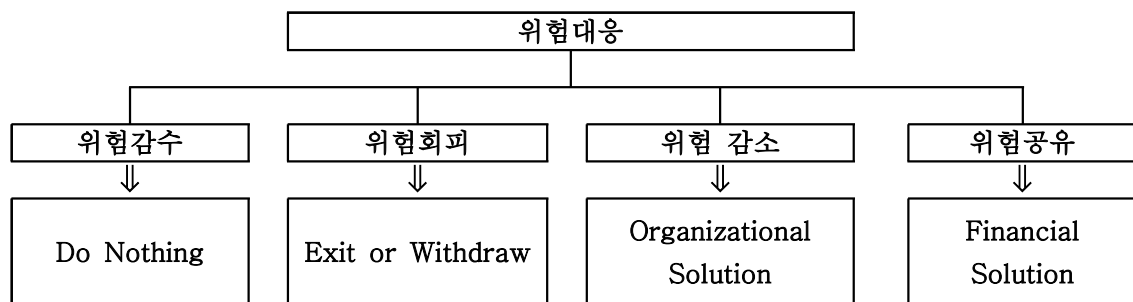 위험대응
위험감수
위험회피
위험 감소
위험공유
⇓
⇓
⇓
⇓
Do Nothing
Exit or Withdraw
Organizational
Solution
Financial
Solution